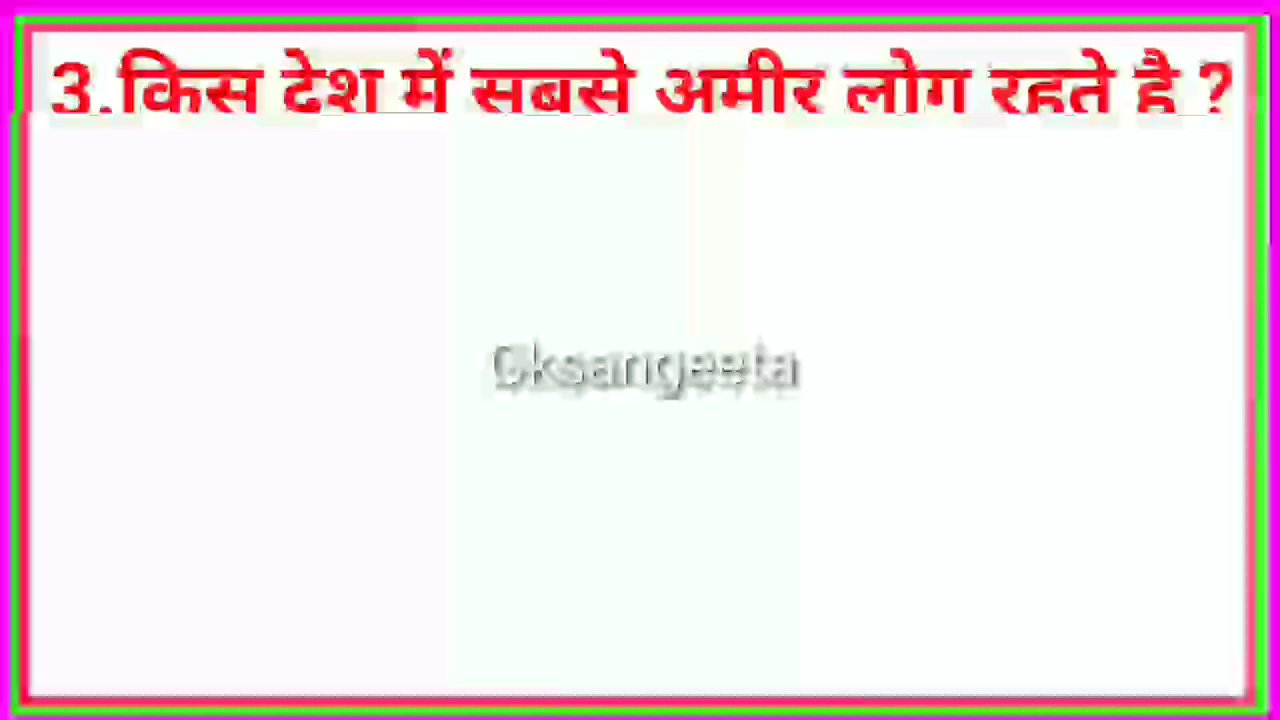 3.किस देश में सबसे अमीर लोग रहते है ?
Gksangeeta